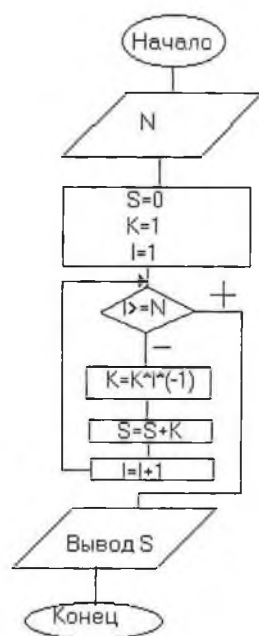 Начало
N
S=0
K=1
I=1
I>=N
+
−
K=K*I*(-1)
S=S+K
I=I+1
Вывод S
Конец